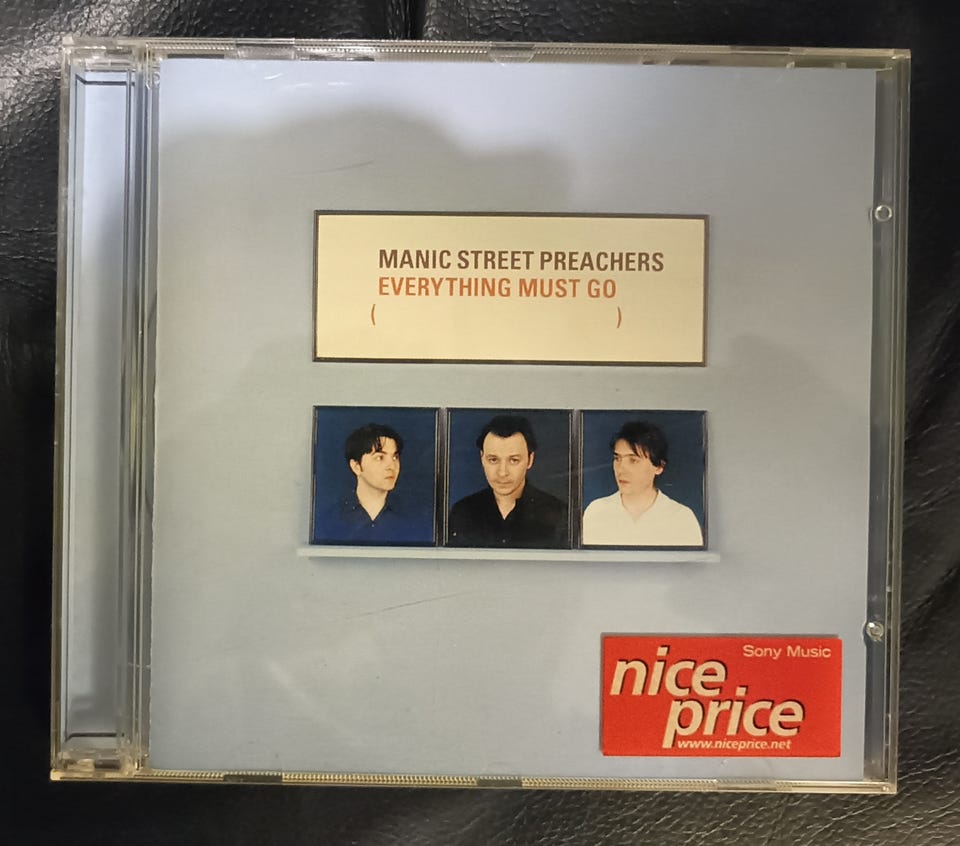 MANIC STREET PREACHERS
EVERYTHING MUST GO
( )
Sony Music
nice
price
www.niceprice.net